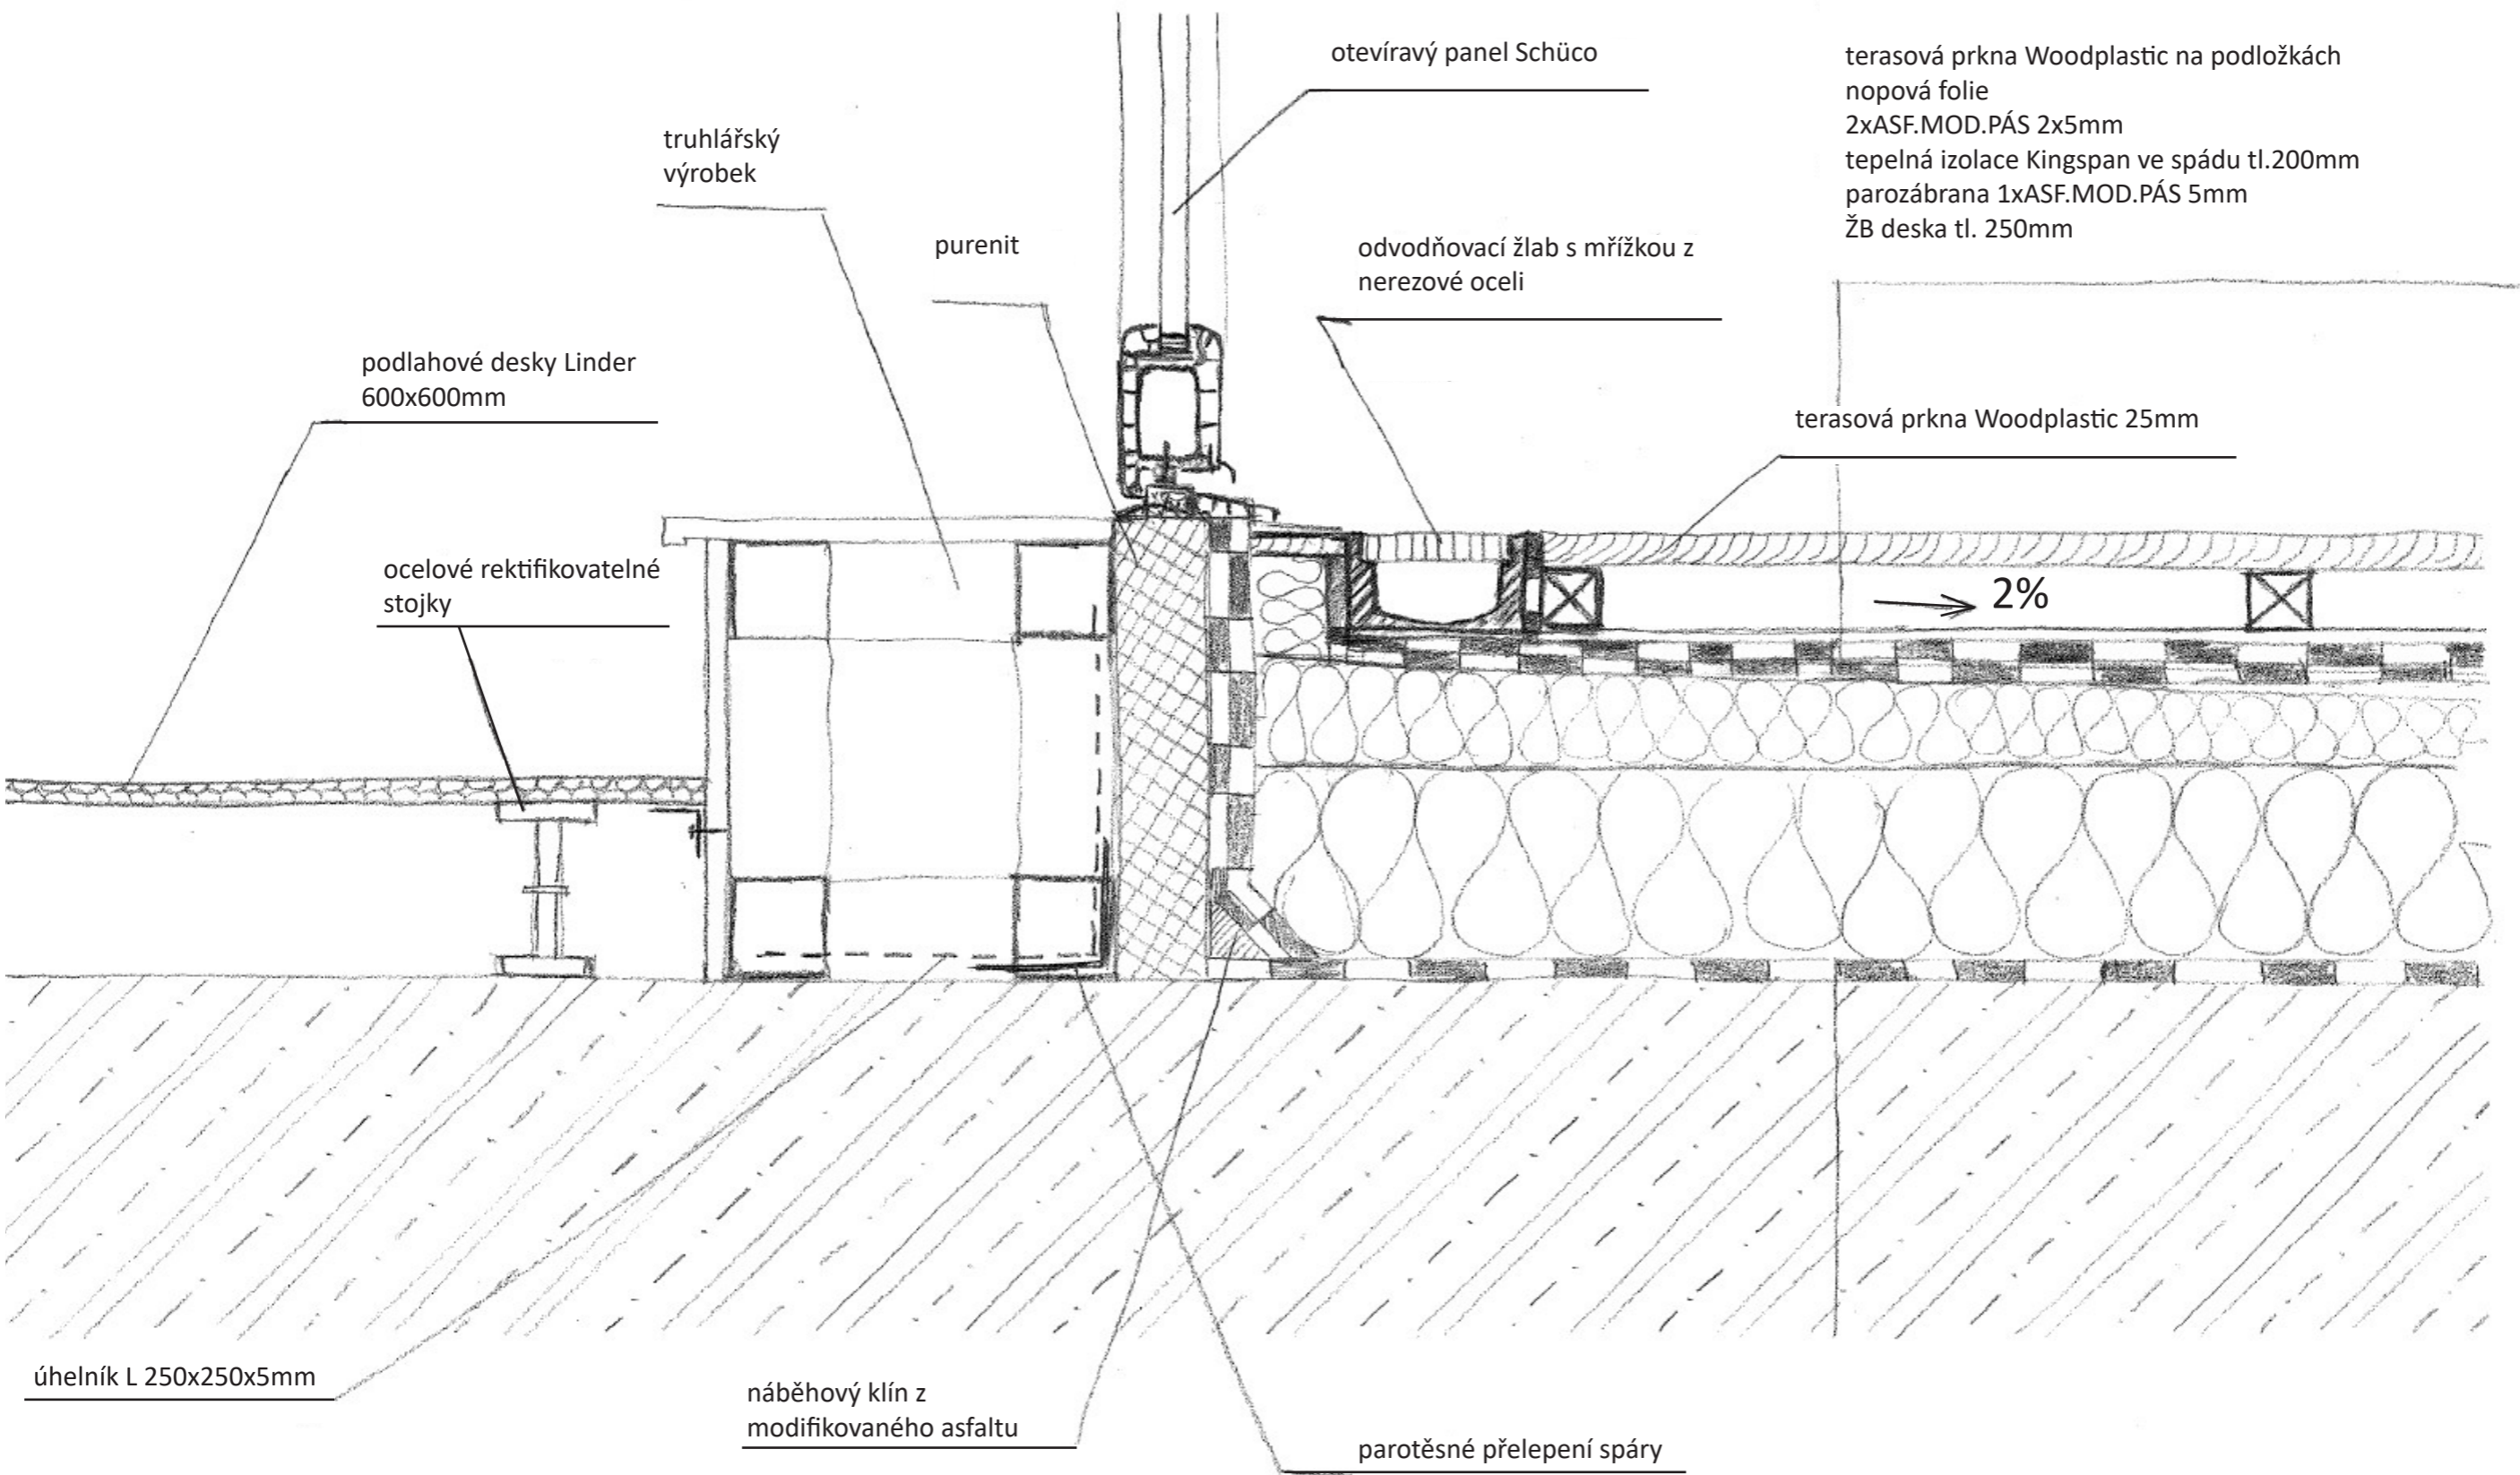 otevíravý panel Schüco
terasová prkna Woodplastic na podložkách
nopová folie
2xASF.MOD.PÁS 2x5mm
tepelná izolace Kingspan ve spádu tl.200mm
parozábrana 1xASF.MOD.PÁS 5mm
ŽB deska tl. 250mm
truhlářský
výrobek
purenit
odvodňovací žlab s mřížkou z
nerezové oceli
podlahové desky Linder
600x600mm
terasová prkna Woodplastic 25mm
ocelové rektifikovatelné
stojky
2%
úhelník L 250x250x5mm
náběhový klín z
modifikovaného asfaltu
parotěsné přelepení spáry